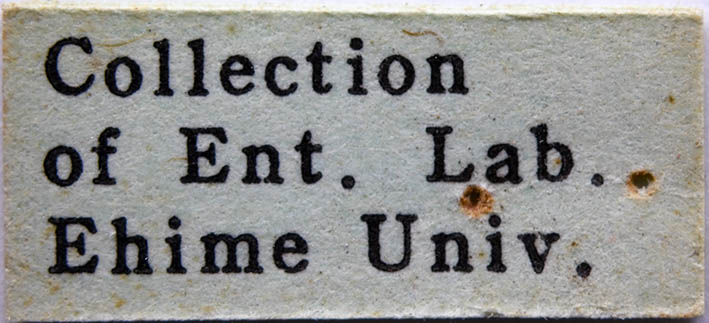 Collection
of Ent. Lab.
Ehime Univ.